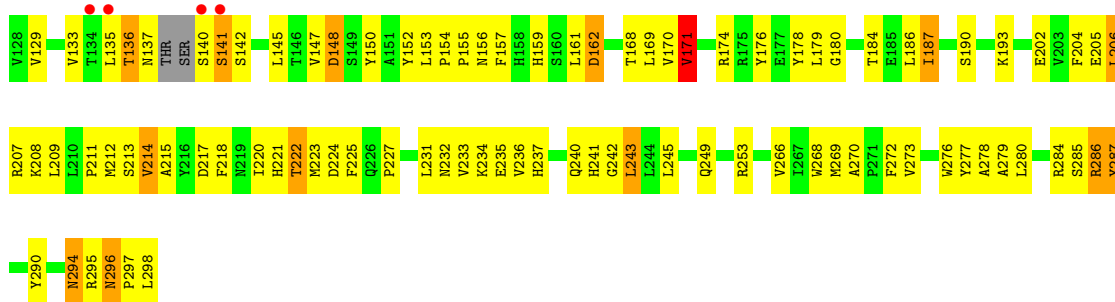 V128 V129 V133 T134 L135 T136 N137 THR SER S140 S141 S142 L145 T146 V147 D148 S149 Y150 A151 Y152 L153 P154 P155 N156 F157 H158 H159 S160 L161 D162 T168 L169 V170 V171 R174 R175 Y176 E177 Y178 L179 G180 T184 E185 L186 I187 S190 K193 E202 V203 F204 E205
R207 K208 L209 L210 P211 M212 S213 V214 A215 Y216 D217 F218 N219 I220 H221 T222 M223 D224 F225 Q226 P227 L231 N232 V233 K234 E235 V236 H237 Q240 H241 G242 L243 L244 L245 Q249 R253 V266 I267 W268 M269 A270 P271 F272 V273 W276 Y277 A278 A279 L280 R284 S285 R286
Y290 N294 R295 N296 P297 L298